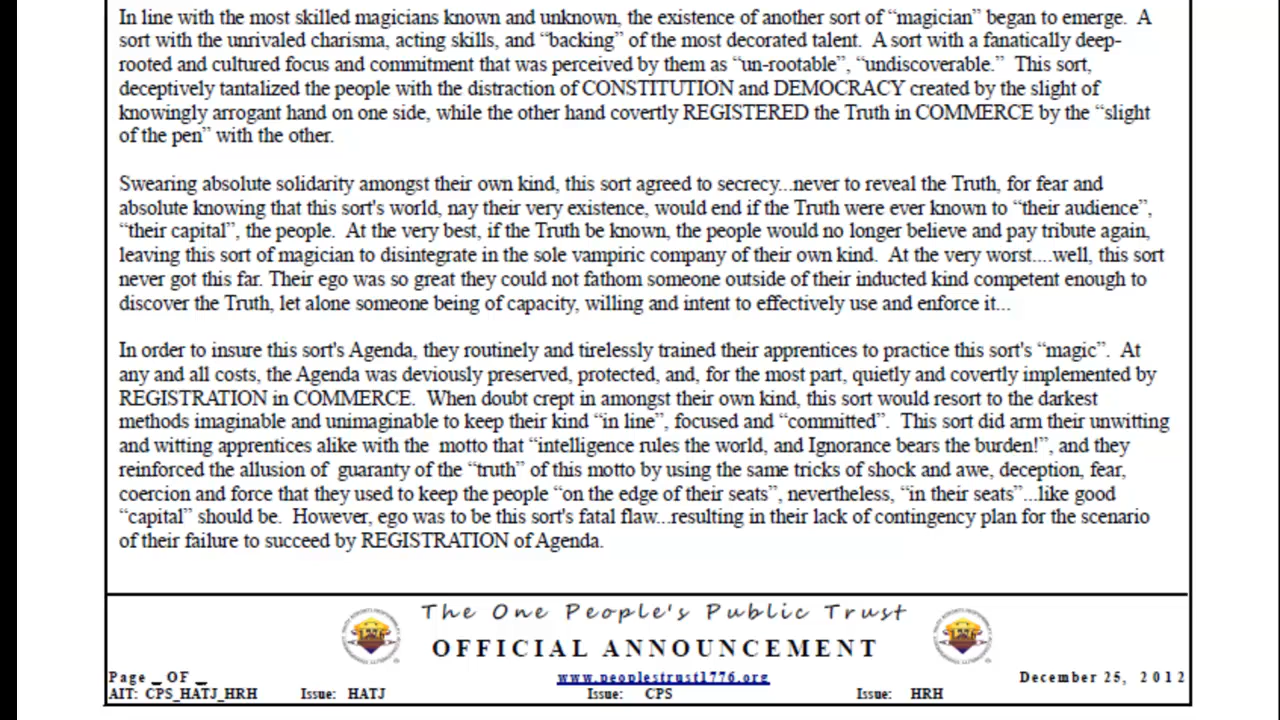 In line with the most skilled magicians known and unknown, the existence of another sort of “magician” began to emerge.  A
sort with the unrivaled charisma, acting skills, and “backing” of the most decorated talent.  A sort with a fanatically deep-
rooted and cultured focus and commitment that was perceived by them as “un-rootable”, “undiscoverable.”  This sort,
deceptively tantalized the people with the distraction of CONSTITUTION and DEMOCRACY created by the slight of
knowingly arrogant hand on one side, while the other hand covertly REGISTERED the Truth in COMMERCE by the “slight
of the pen” with the other.
Swearing absolute solidarity amongst their own kind, this sort agreed to secrecy...never to reveal the Truth, for fear and
absolute knowing that this sort's world, nay their very existence, would end if the Truth were ever known to “their audience”,
“their capital”, the people.  At the very best, if the Truth be known, the people would no longer believe and pay tribute again,
leaving this sort of magician to disintegrate in the sole vampiric company of their own kind.  At the very worst....well, this sort
never got this far. Their ego was so great they could not fathom someone outside of their inducted kind competent enough to
discover the Truth, let alone someone being of capacity, willing and intent to effectively use and enforce it...
In order to insure this sort's Agenda, they routinely and tirelessly trained their apprentices to practice this sort's “magic”.  At
any and all costs, the Agenda was deviously preserved, protected, and, for the most part, quietly and covertly implemented by
REGISTRATION in COMMERCE.  When doubt crept in amongst their own kind, this sort would resort to the darkest
methods imaginable and unimaginable to keep their kind “in line”, focused and “committed”.  This sort did arm their unwitting
and witting apprentices alike with the  motto that “intelligence rules the world, and Ignorance bears the burden!”, and they
reinforced the allusion of  guaranty of the “truth” of this motto by using the same tricks of shock and awe, deception, fear,
coercion and force that they used to keep the people “on the edge of their seats”, nevertheless, “in their seats”...like good
“capital” should be.  However, ego was to be this sort's fatal flaw...resulting in their lack of contingency plan for the scenario
of their failure to succeed by REGISTRATION of Agenda.
The One People's Public Trust
OFFICIAL ANNOUNCEMENT
Page _ OF _ www.peoplestrust1776.org December 25, 2012
AIT: CPS_HATJ_HRH Issue: HATJ Issue: CPS Issue: HRH